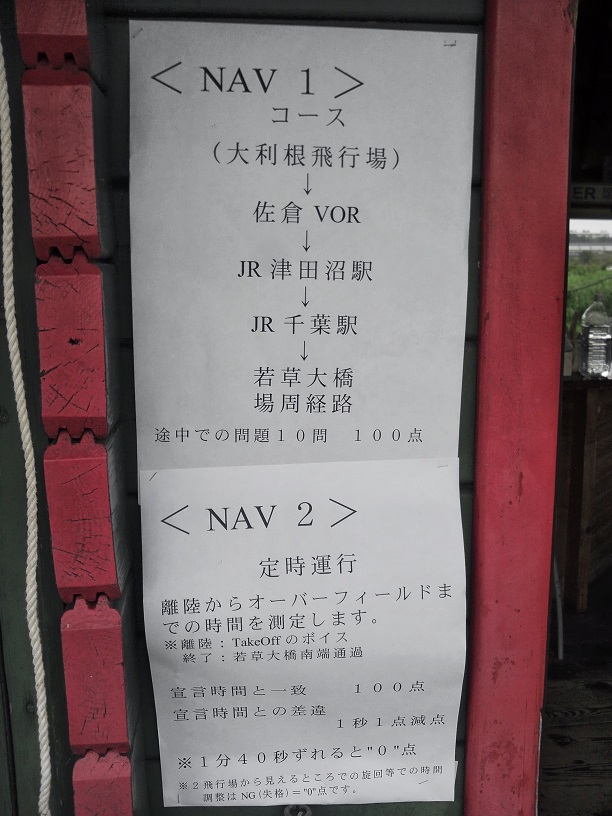 ＜ NAV １ ＞
コース
（大利根飛行場）
↓
佐倉 VOR
↓
JR 津田沼駅
↓
JR 千葉駅
↓
若草大橋
場周経路
途中での問題１０問　１００点
＜ NAV ２ ＞
定時運行
離陸からオーバーフィールドま
での時間を測定します。
※離陸：TakeOff のボイス
終了：若草大橋南端通過
宣言時間と一致　１００点
宣言時間との差違
１秒１点減点
※１分４０秒ずれると"０"点
※２飛行場から見えるところでの旋回等での時間
調整は NG(失格)＝"0"点です。
ER